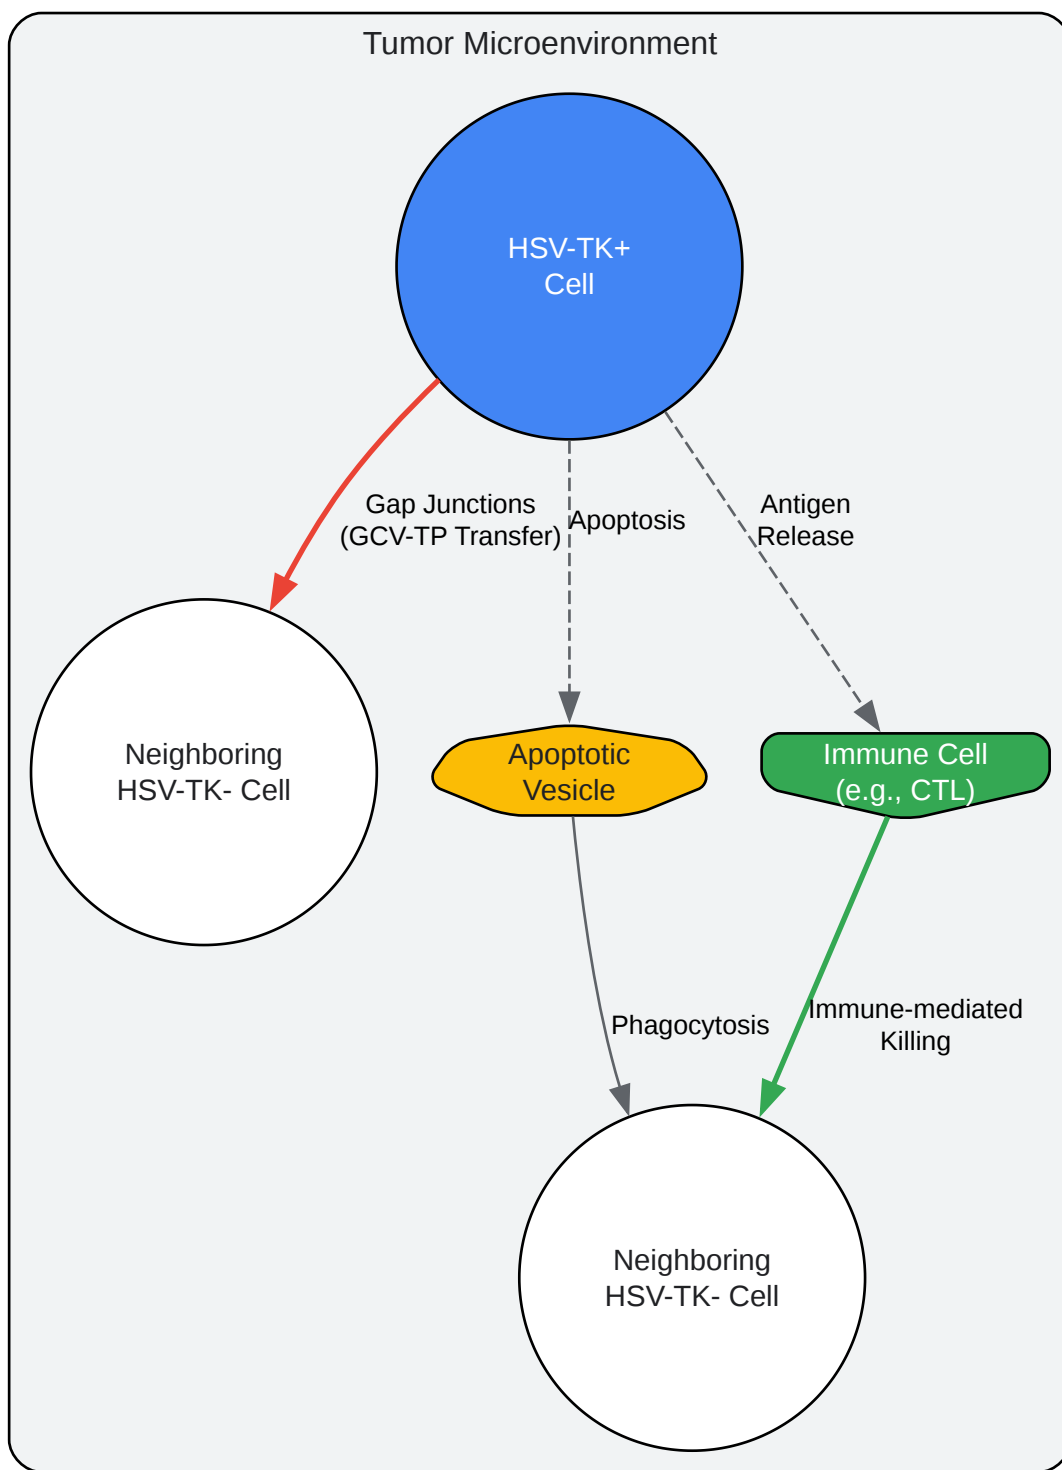 Tumor Microenvironment
HSV-TK+
Cell
Gap Junctions
(GCV-TP Transfer)
Apoptosis
Antigen
Release
Neighboring
HSV-TK- Cell
Apoptotic
Vesicle
Immune Cell
(e.g., CTL)
Phagocytosis
Immune-mediated
Killing
Neighboring
HSV-TK- Cell